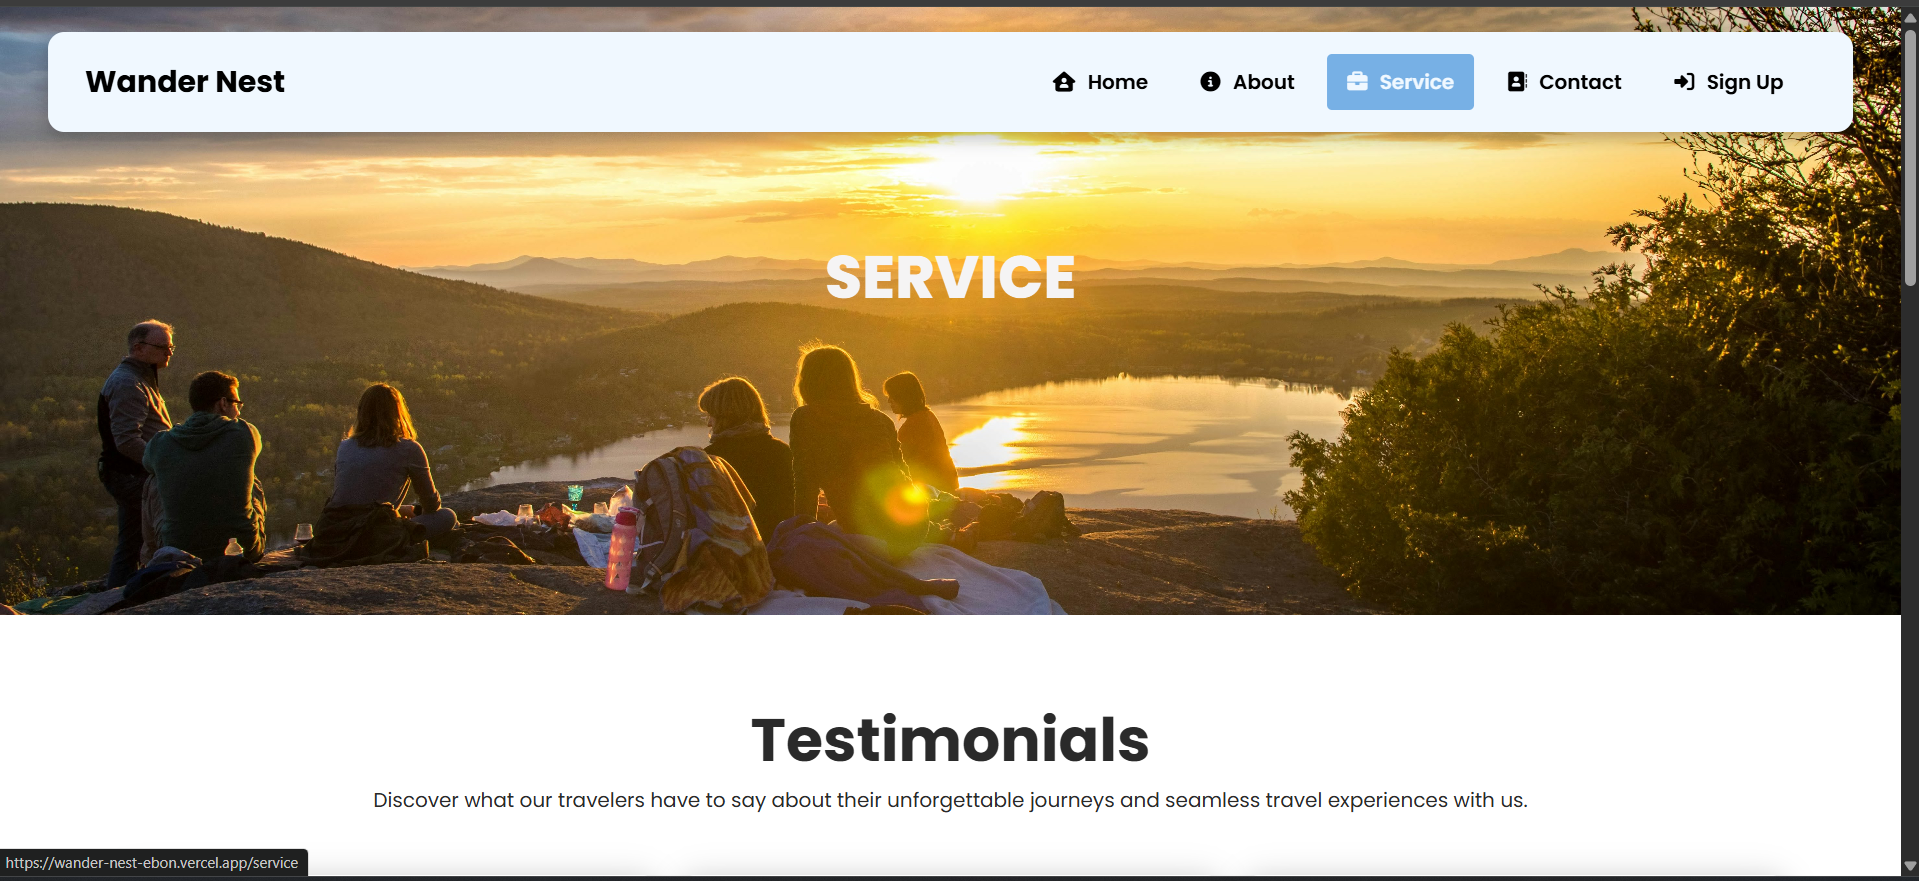 Wander Nest
Home About Service Contact Sign Up
SERVICE
Testimonials
Discover what our travelers have to say about their unforgettable journeys and seamless travel experiences with us.
https://wander-nest-ebon.vercel.app/service